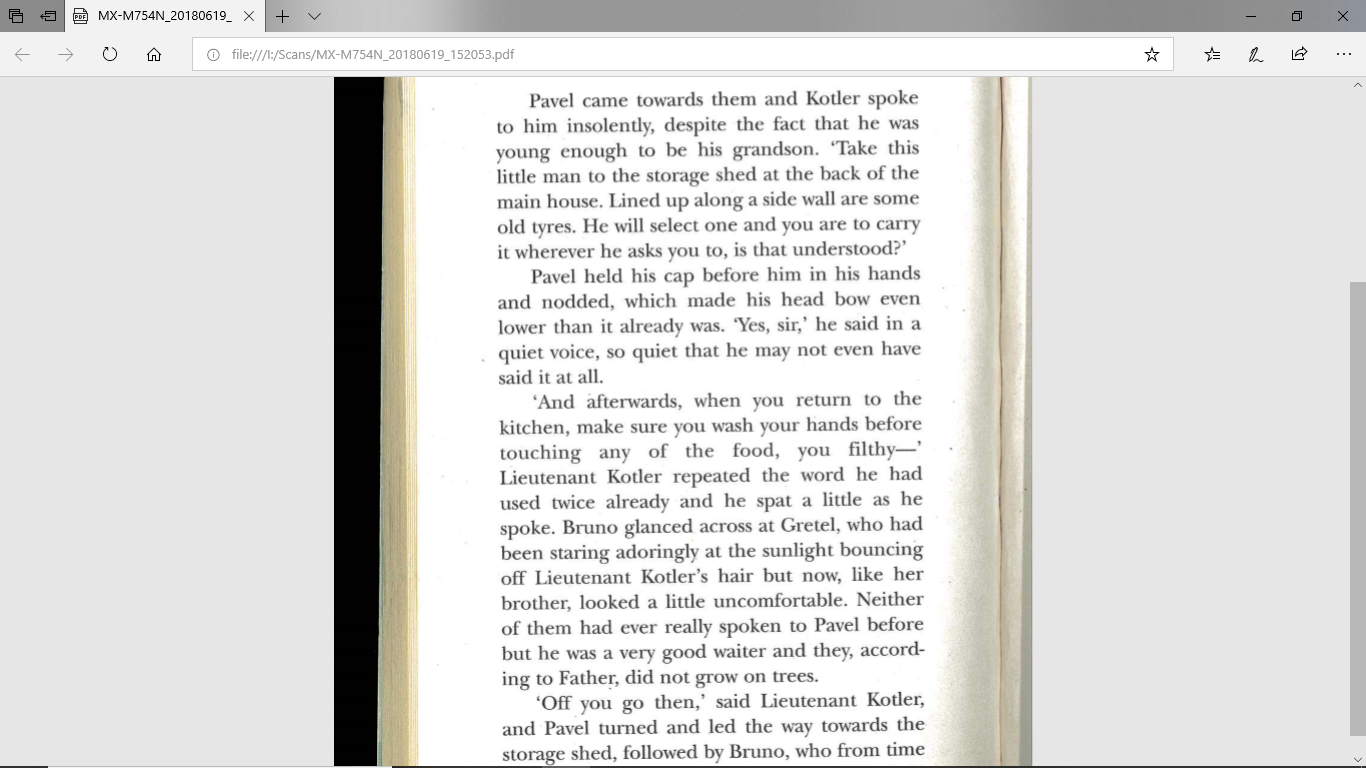 MX-M754N_20180619_
file:///I:/Scans/MX-M754N_20180619_152053.pdf
Pavel came towards them and Kotler spoke
to him insolently, despite the fact that he was
young enough to be his grandson. ‘Take this
little man to the storage shed at the back of the
main house. Lined up along a side wall are some
old tyres. He will select one and you are to carry
it wherever he asks you to, is that understood?’
Pavel held his cap before him in his hands
and nodded, which made his head bow even
lower than it already was. ‘Yes, sir,’ he said in a
quiet voice, so quiet that he may not even have
said it at all.
‘And afterwards, when you return to the
kitchen, make sure you wash your hands before
touching any of the food, you filthy—’
Lieutenant Kotler repeated the word he had
used twice already and he spat a little as he
spoke. Bruno glanced across at Gretel, who had
been staring adoringly at the sunlight bouncing
off Lieutenant Kotler’s hair but now, like her
brother, looked a little uncomfortable. Neither
of them had ever really spoken to Pavel before
but he was a very good waiter and they, accord-
ing to Father, did not grow on trees.
‘Off you go then,’ said Lieutenant Kotler,
and Pavel turned and led the way towards the
storage shed, followed by Bruno, who from time